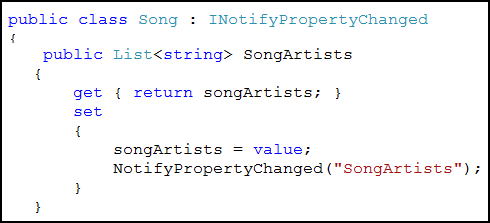 public class Song : INotifyPropertyChanged
{
public List<string> SongArtists
{
get { return songArtists; }
set
{
songArtists = value;
NotifyPropertyChanged("SongArtists");
}
}